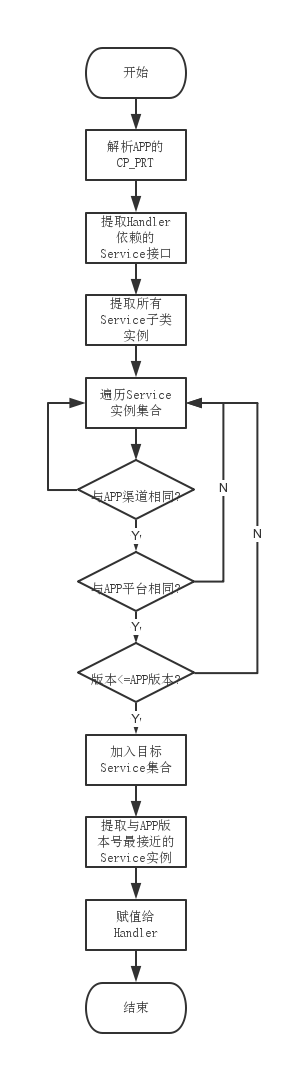 开始
解析APP的
CP_PRT
提取Handler
依赖的
Service接口
提取所有
Service子类
实例
遍历Service
实例集合
与APP渠道相同?
N
Y
N
与APP平台相同?
Y
版本<=APP版本?
Y
加入目标
Service集合
提取与APP版
本号最接近的
Service实例
赋值给
Handler
结束